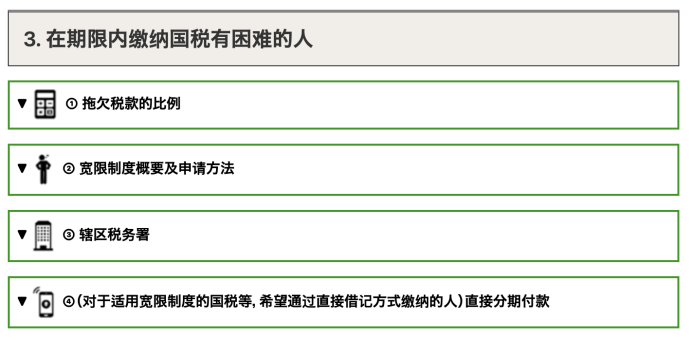 3. 在期限内缴纳国税有困难的人
▼ ① 拖欠税款的比例
▼ ② 宽限制度概要及申请方法
▼ ③ 辖区税务署
▼ ④(对于适用宽限制度的国税等, 希望通过直接借记方式缴纳的人)直接分期付款